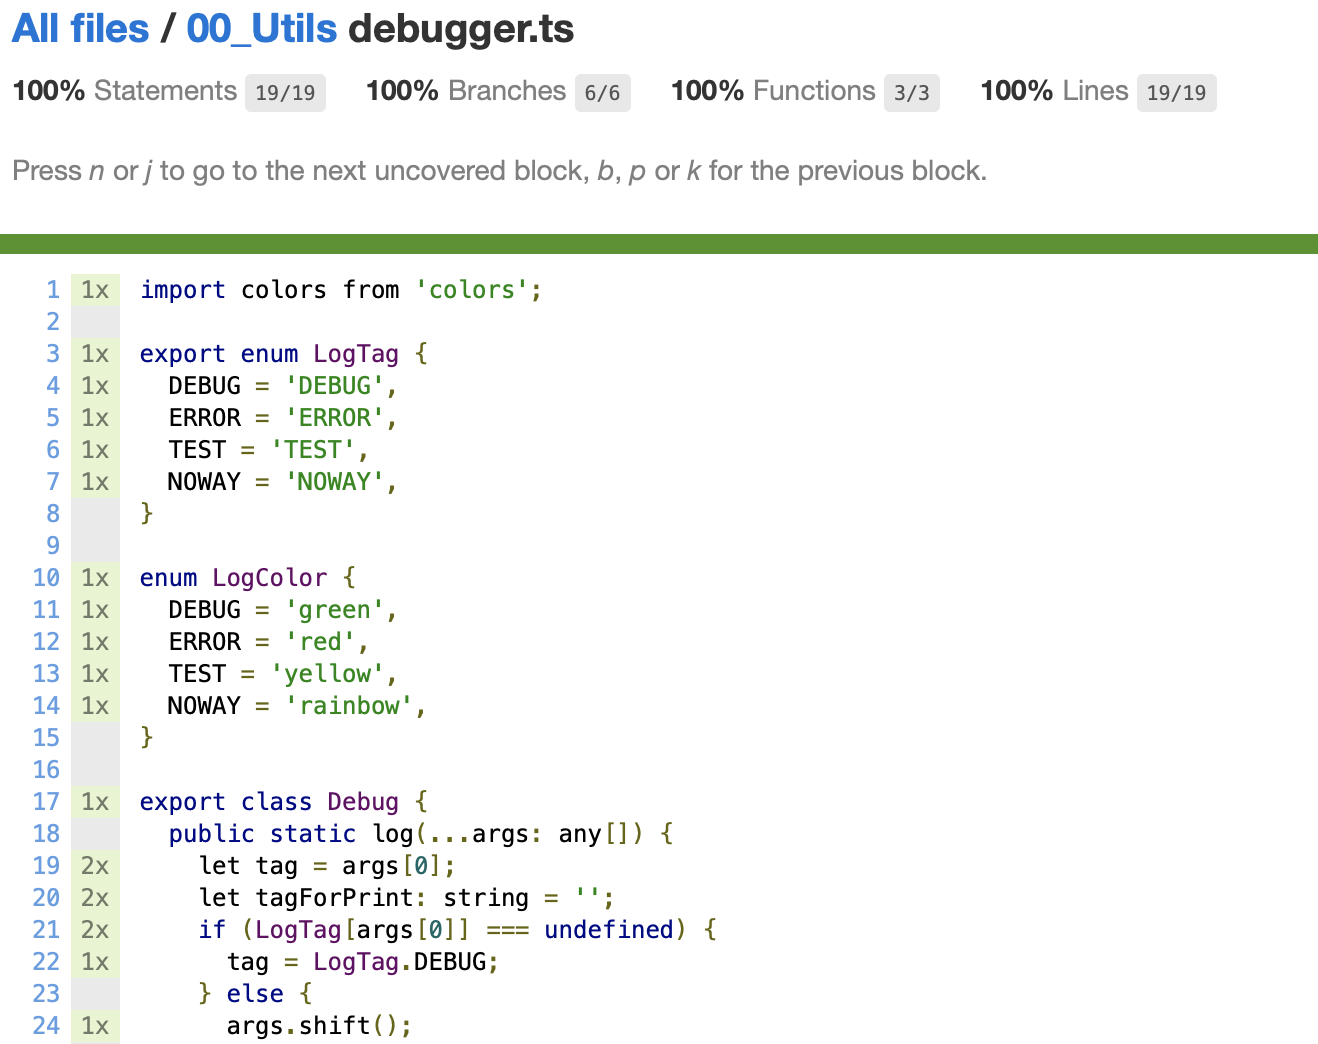 All files / 00_Utils debugger.ts
100% Statements 19/19 100% Branches 6/6 100% Functions 3/3 100% Lines 19/19
Press n or j to go to the next uncovered block, b, p or k for the previous block.
1 1x import colors from 'colors';
2
3 1x export enum LogTag {
4 1x   DEBUG = 'DEBUG',
5 1x   ERROR = 'ERROR',
6 1x   TEST = 'TEST',
7 1x   NOWAY = 'NOWAY',
8 }
9
10 1x enum LogColor {
11 1x   DEBUG = 'green',
12 1x   ERROR = 'red',
13 1x   TEST = 'yellow',
14 1x   NOWAY = 'rainbow',
15 }
16
17 1x export class Debug {
18   public static log(...args: any[]) {
19 2x     let tag = args[0];
20 2x     let tagForPrint: string = '';
21 2x     if (LogTag[args[0]] === undefined) {
22 1x       tag = LogTag.DEBUG;
23     } else {
24 1x       args.shift();